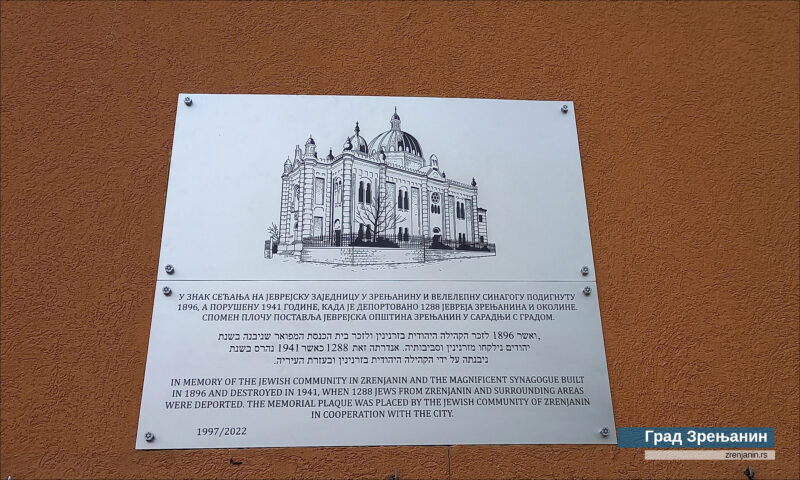 У ЗНАК СЕЋАЊА НА ЈЕВРЕЈСКУ ЗАЈЕДНИЦУ У ЗРЕЊАНИНУ И ВЕЛЕЛЕПНУ СИНАГОГУ ПОДИГНУТУ
1896, А ПОРУШЕНУ 1941 ГОДИНЕ, КАДА ЈЕ ДЕПОРТОВАНО 1288 ЈЕВРЕЈА ЗРЕЊАНИНА И ОКОЛИНЕ.
СПОМЕН ПЛОЧУ ПОСТАВЉА ЈЕВРЕЈСКА ОПШТИНА ЗРЕЊАНИН У САРАДЊИ С ГРАДОМ.
,ואשר 1896 לזכר הקהילה היהודית בזרנינין ולזכר בית הכנסת המפואר שניבנה בשנת
יהודים נילקחו מזרנינין וסביבותיה. אנדרתה זאת 1288 כאשר 1941 נהרס בשנת
ניבנתה על ידי הקהילה היהודית בזרנינין ובעזרת העיריה.
IN MEMORY OF THE JEWISH COMMUNITY IN ZRENJANIN AND THE MAGNIFICENT SYNAGOGUE BUILT
IN 1896 AND DESTROYED IN 1941, WHEN 1288 JEWS FROM ZRENJANIN AND SURROUNDING AREAS
WERE DEPORTED. THE MEMORIAL PLAQUE WAS PLACED BY THE JEWISH COMMUNITY OF ZRENJANIN
IN COOPERATION WITH THE CITY.
1997/2022
Град Зрењанин
zrenjanin.rs